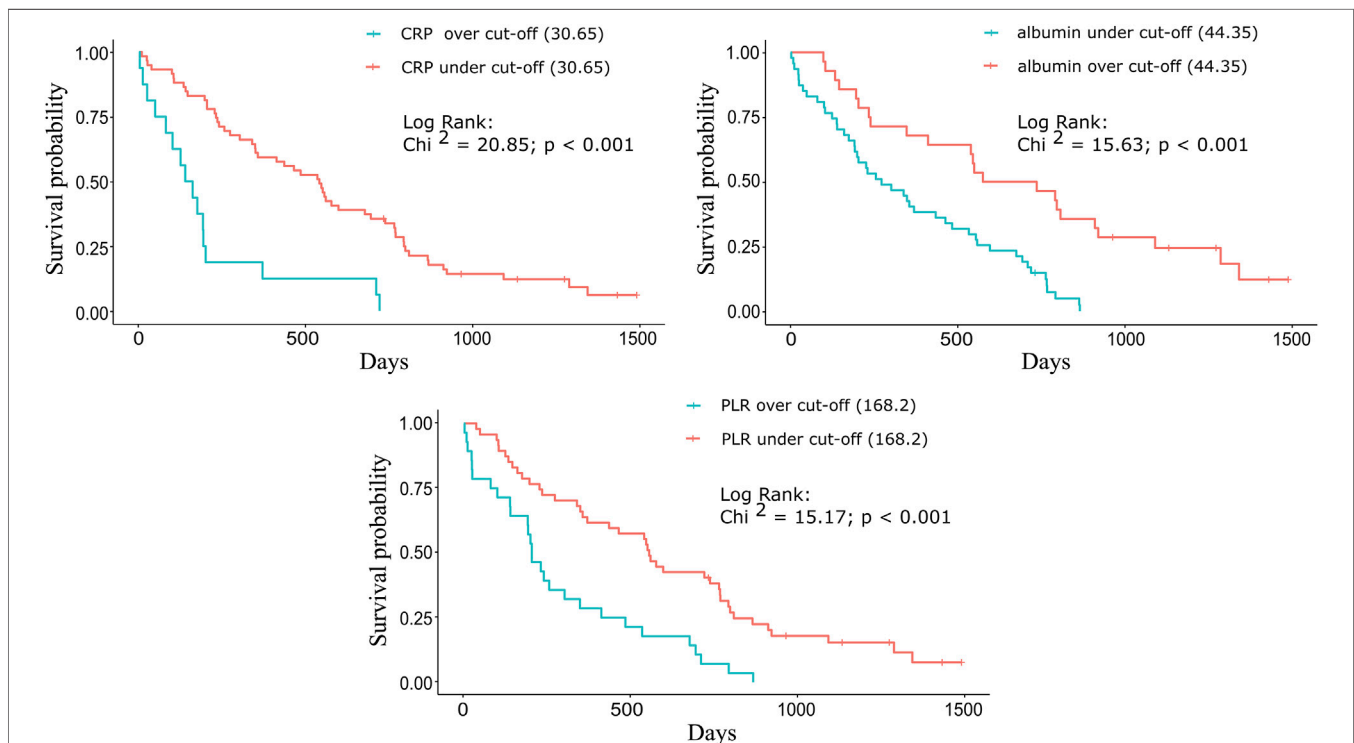 CRP over cut-off (30.65)
CRP under cut-off (30.65)
Log Rank:
Chi 2 = 20.85; p < 0.001
Survival probability
1.00
0.75
0.50
0.25
0.00
0
500
1000
1500
Days
albumin under cut-off (44.35)
albumin over cut-off (44.35)
Log Rank:
Chi 2 = 15.63; p < 0.001
Survival probability
1.00
0.75
0.50
0.25
0.00
0
500
1000
1500
Days
PLR over cut-off (168.2)
PLR under cut-off (168.2)
Log Rank:
Chi 2 = 15.17; p < 0.001
Survival probability
1.00
0.75
0.50
0.25
0.00
0
500
1000
1500
Days